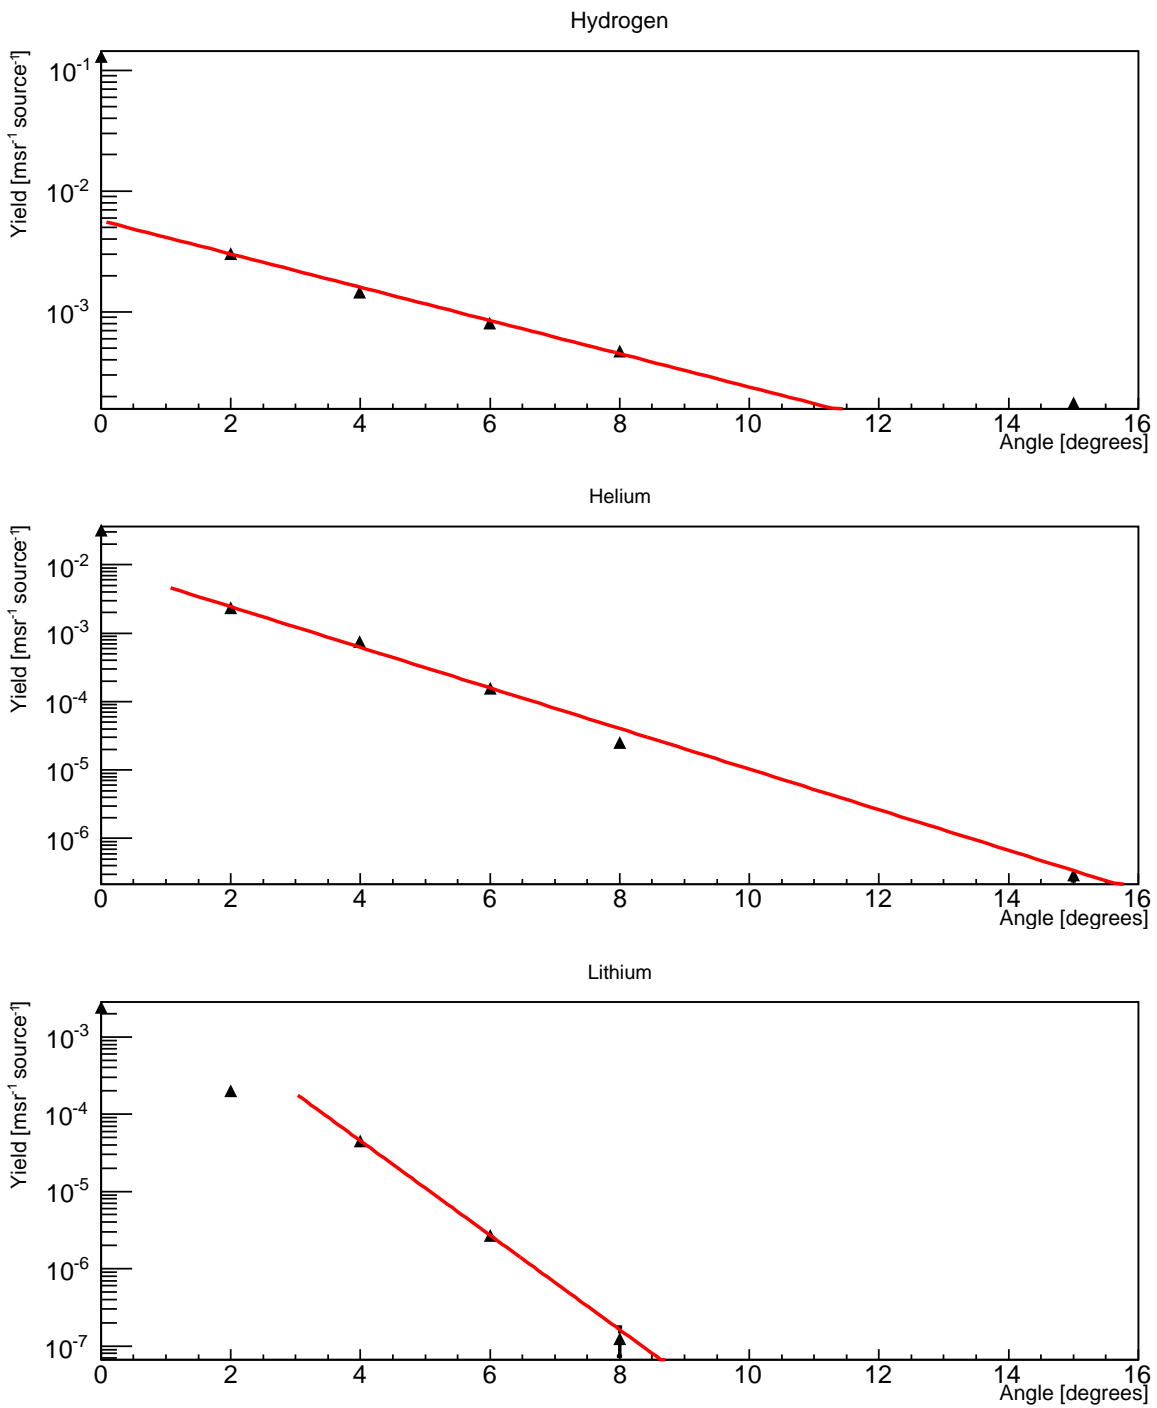 Hydrogen
Yield [msr⁻¹ source⁻¹]
10⁻¹
10⁻²
10⁻³
0 2 4 6 8 10 12 14 16
Angle [degrees]
Helium
Yield [msr⁻¹ source⁻¹]
10⁻²
10⁻³
10⁻⁴
10⁻⁵
10⁻⁶
0 2 4 6 8 10 12 14 16
Angle [degrees]
Lithium
Yield [msr⁻¹ source⁻¹]
10⁻³
10⁻⁴
10⁻⁵
10⁻⁶
10⁻⁷
0 2 4 6 8 10 12 14 16
Angle [degrees]